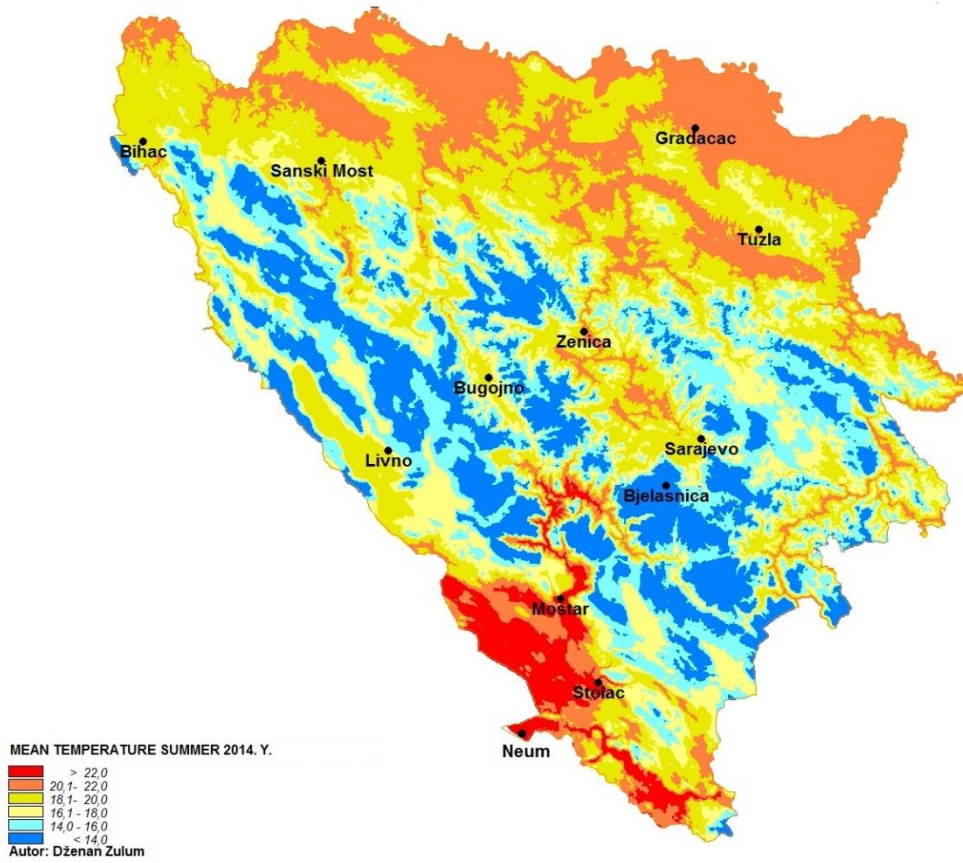 Gradacac
Bihac
Sanski Most
Tuzla
Zenica
Bugojno
Sarajevo
Livno
Bjelasnica
Mostar
Stolac
Neum
MEAN TEMPERATURE SUMMER 2014. Y.
> 22,0
20,1- 22,0
18,1- 20,0
16,1 - 18,0
14,0 - 16,0
< 14,0
Autor: Dženan Zulum